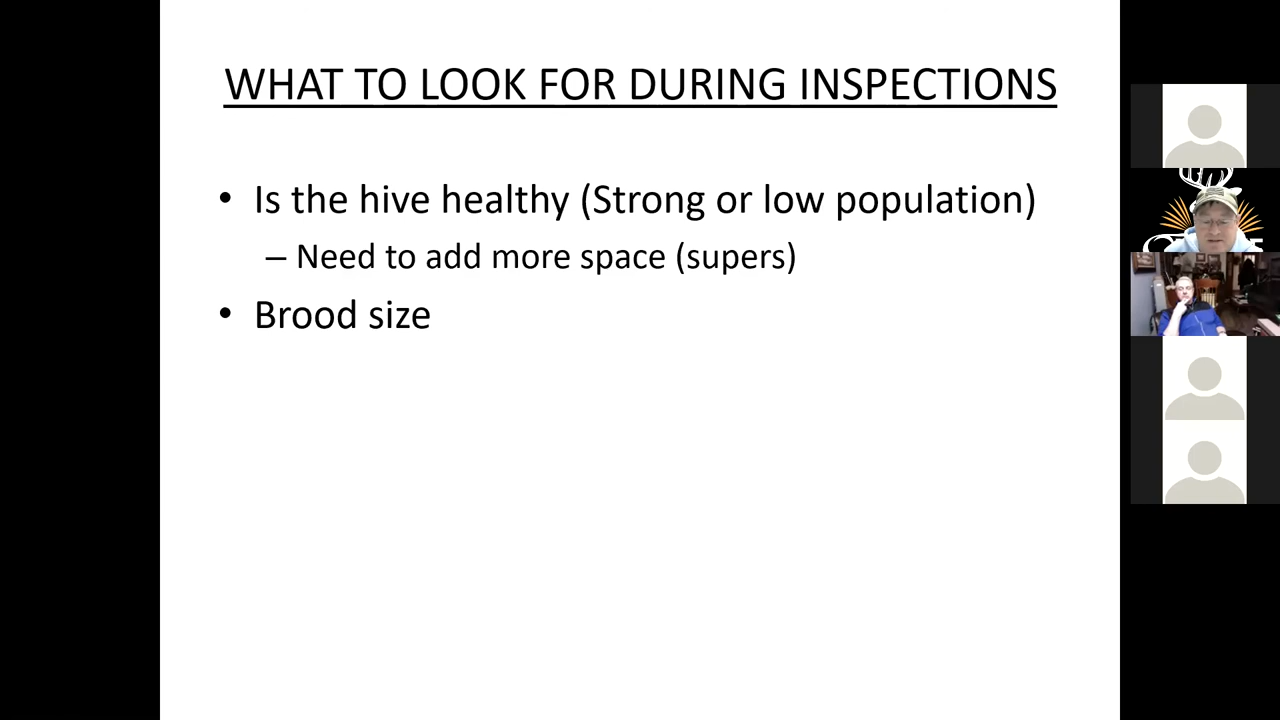 WHAT TO LOOK FOR DURING INSPECTIONS
• Is the hive healthy (Strong or low population)
– Need to add more space (supers)
• Brood size